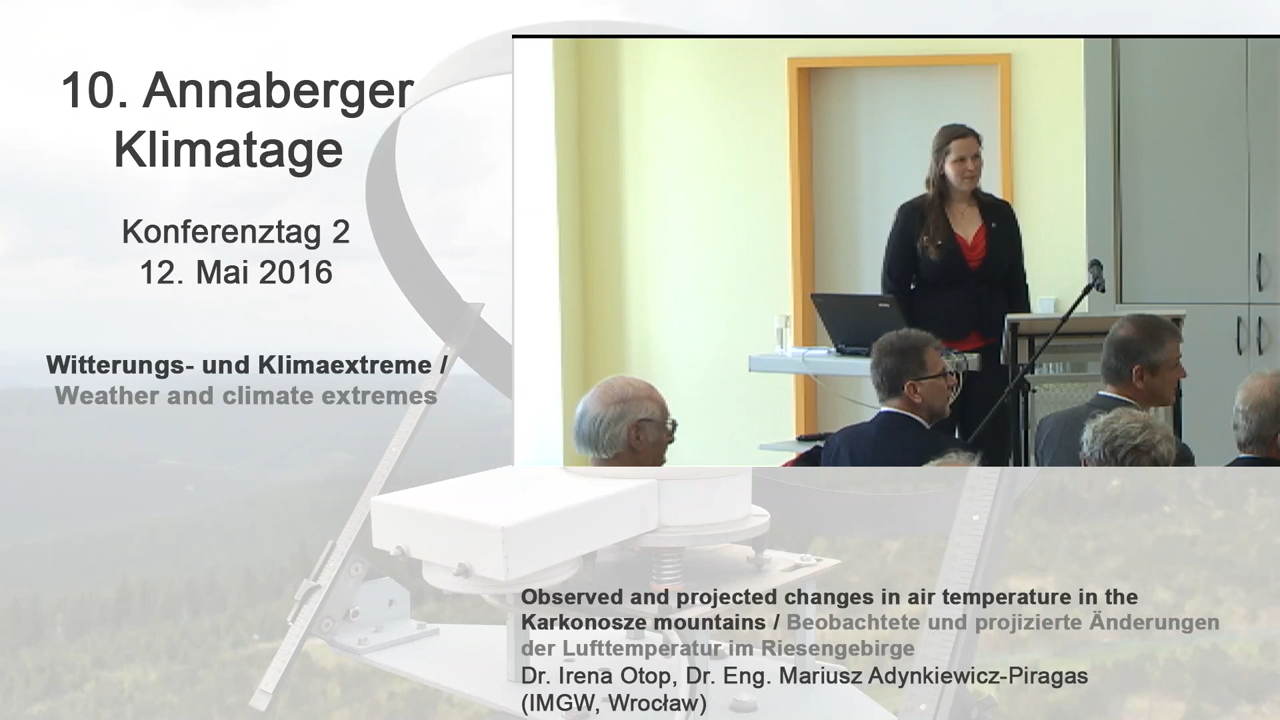 10. Annaberger
Klimatage
Konferenztag 2
12. Mai 2016
Witterungs- und Klimaextreme /
Weather and climate extremes
Observed and projected changes in air temperature in the
Karkonosze mountains / Beobachtete und projizierte Änderungen
der Lufttemperatur im Riesengebirge
Dr. Irena Otop, Dr. Eng. Mariusz Adynkiewicz-Piragas
(IMGW, Wrocław)